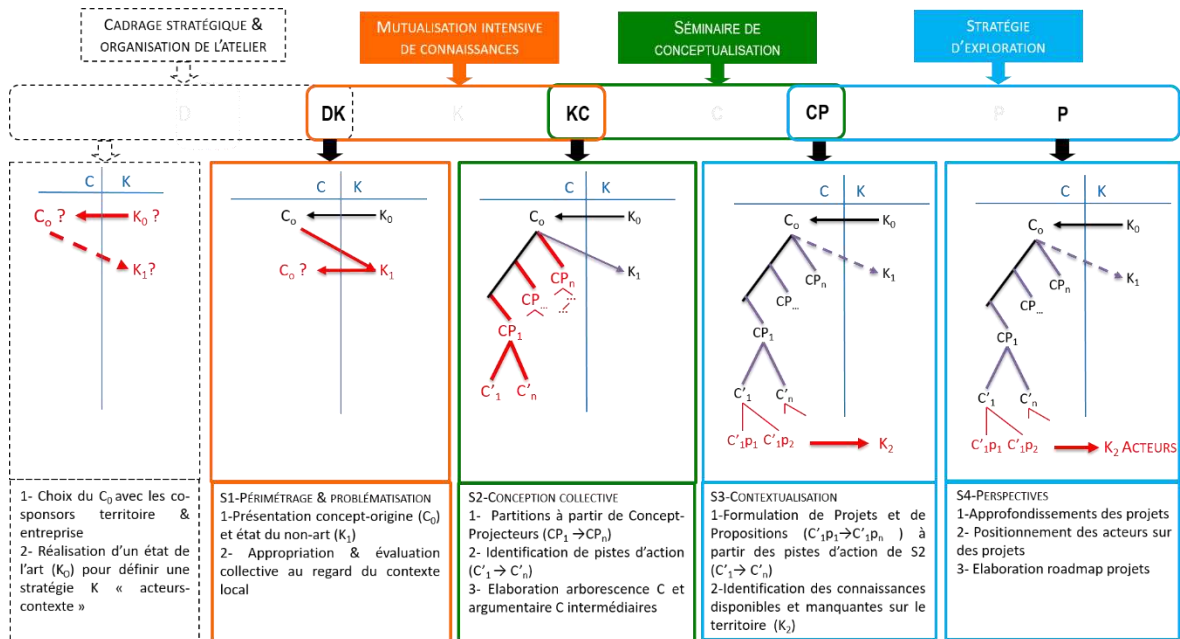 CADRAGE STRATÉGIQUE &
ORGANISATION DE L'ATELIER
MUTUALISATION INTENSIVE
DE CONNAISSANCES
SÉMINAIRE DE
CONCEPTUALISATION
STRATÉGIE
D'EXPLORATION
D
DK
K
KC
C
CP
P
P
C K
C₀ ? K₀ ?
K₁?
C K
C₀ K₀
C₀ ? K₁
C K
C₀ K₀
K₁
CPₙ
CP...
...
...
CP₁
C'₁ C'ₙ
C K
C₀ K₀
K₁
CPₙ
CP...
CP₁
C'₁ C'ₙ
C'₁p₁ C'₁p₂ K₂
C K
C₀ K₀
K₁
CPₙ
CP...
CP₁
C'₁ C'ₙ
C'₁p₁ C'₁p₂ K₂ ACTEURS
1- Choix du C₀ avec les co-
sponsors territoire &
entreprise
2- Réalisation d'un état de
l'art (K₀) pour définir une
stratégie K « acteurs-
contexte »
S1-PÉRIMÉTRAGE & PROBLÉMATISATION
1-Présentation concept-origine (C₀)
et état du non-art (K₁)
2- Appropriation & évaluation
collective au regard du contexte
local
S2-CONCEPTION COLLECTIVE
1- Partitions à partir de Concept-
Projecteurs (CP₁ →CPₙ)
2- Identification de pistes d'action
(C'₁ → C'ₙ)
3- Elaboration arborescence C et
argumentaire C intermédiaires
S3-CONTEXTUALISATION
1-Formulation de Projets et de
Propositions (C'₁p₁→C'₁pₙ ) à
partir des pistes d'action de S2
(C'₁→ C'ₙ)
2-Identification des connaissances
disponibles et manquantes sur le
territoire (K₂)
S4-PERSPECTIVES
1-Approfondissements des projets
2- Positionnement des acteurs sur
des projets
3- Elaboration roadmap projets